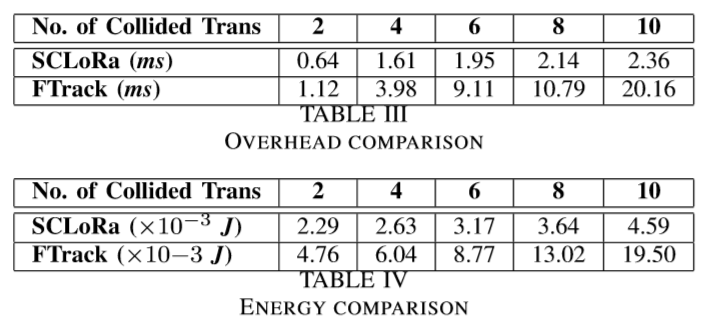 No. of Collided Trans 2 4 6 8 10
SCLoRa (ms) 0.64 1.61 1.95 2.14 2.36
FTrack (ms) 1.12 3.98 9.11 10.79 20.16
TABLE III
OVERHEAD COMPARISON
No. of Collided Trans 2 4 6 8 10
SCLoRa (×10⁻³ J) 2.29 2.63 3.17 3.64 4.59
FTrack (×10−3 J) 4.76 6.04 8.77 13.02 19.50
TABLE IV
ENERGY COMPARISON